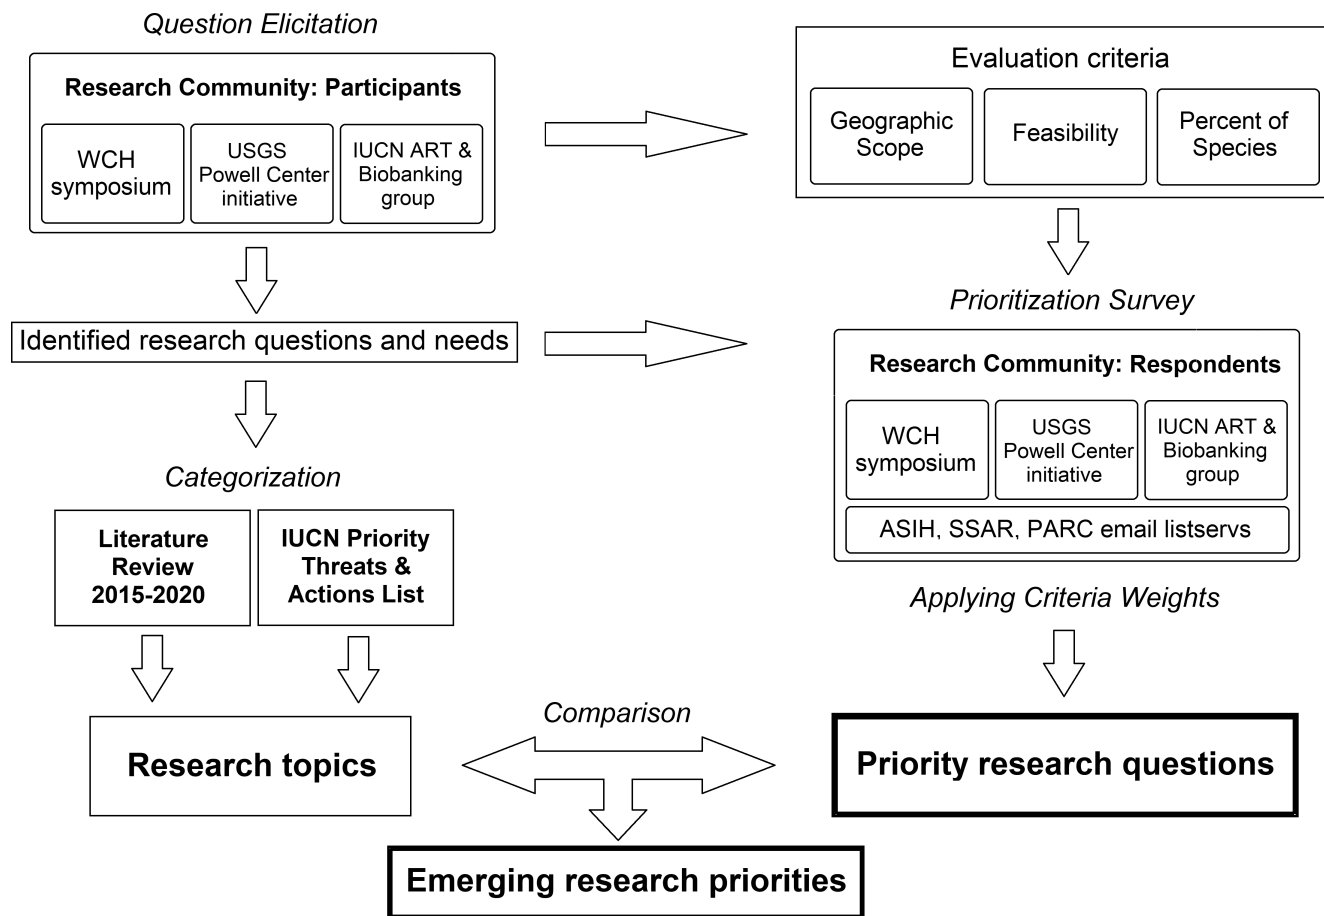 Question Elicitation
Research Community: Participants
WCH
symposium
USGS
Powell Center
initiative
IUCN ART &
Biobanking
group
Evaluation criteria
Geographic
Scope
Feasibility
Percent of
Species
Identified research questions and needs
Prioritization Survey
Research Community: Respondents
WCH
symposium
USGS
Powell Center
initiative
IUCN ART &
Biobanking
group
ASIH, SSAR, PARC email listservs
Categorization
Literature
Review
2015-2020
IUCN Priority
Threats &
Actions List
Applying Criteria Weights
Research topics
Comparison
Priority research questions
Emerging research priorities